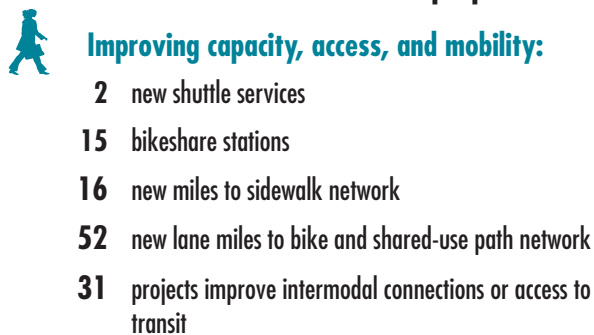 Improving capacity, access, and mobility:
2 new shuttle services
15 bikeshare stations
16 new miles to sidewalk network
52 new lane miles to bike and shared-use path network
31 projects improve intermodal connections or access to
transit